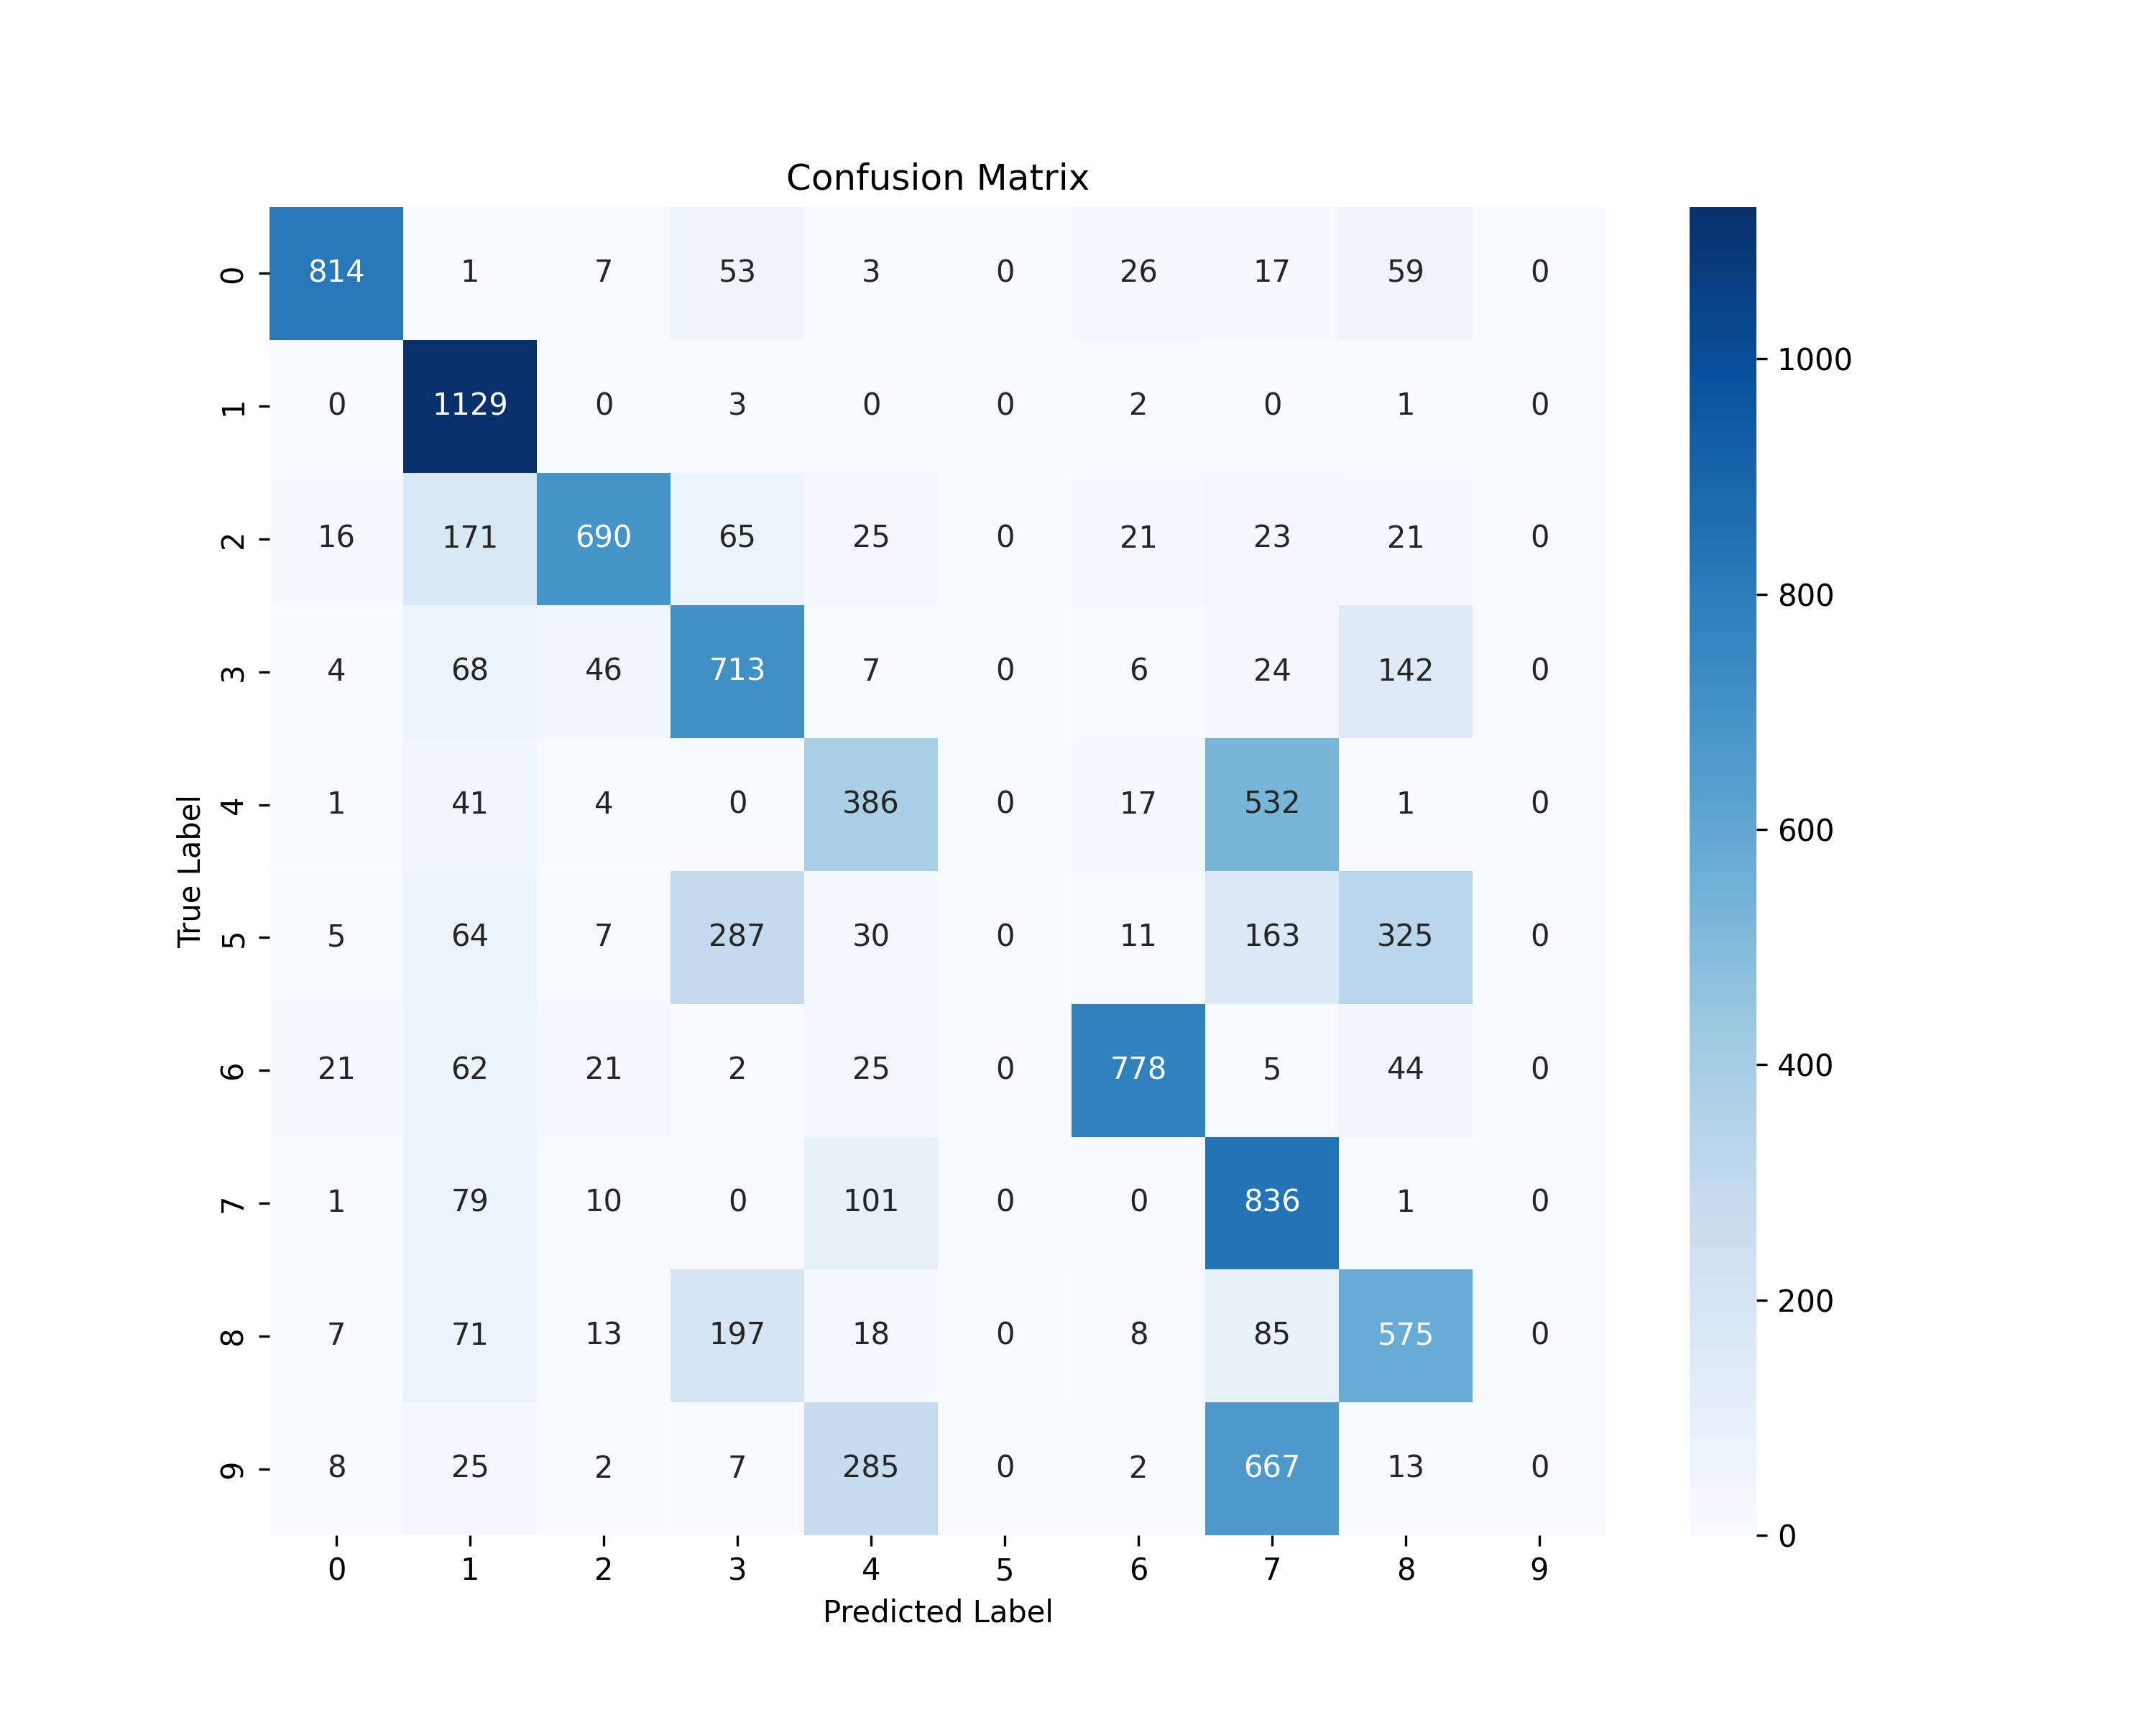 Confusion Matrix
0 814 1 7 53 3 0 26 17 59 0
1 0 1129 0 3 0 0 2 0 1 0
2 16 171 690 65 25 0 21 23 21 0
3 4 68 46 713 7 0 6 24 142 0
4 1 41 4 0 386 0 17 532 1 0
5 5 64 7 287 30 0 11 163 325 0
6 21 62 21 2 25 0 778 5 44 0
7 1 79 10 0 101 0 0 836 1 0
8 7 71 13 197 18 0 8 85 575 0
9 8 25 2 7 285 0 2 667 13 0
0 1 2 3 4 5 6 7 8 9
Predicted Label
True Label
1000
800
600
400
200
0